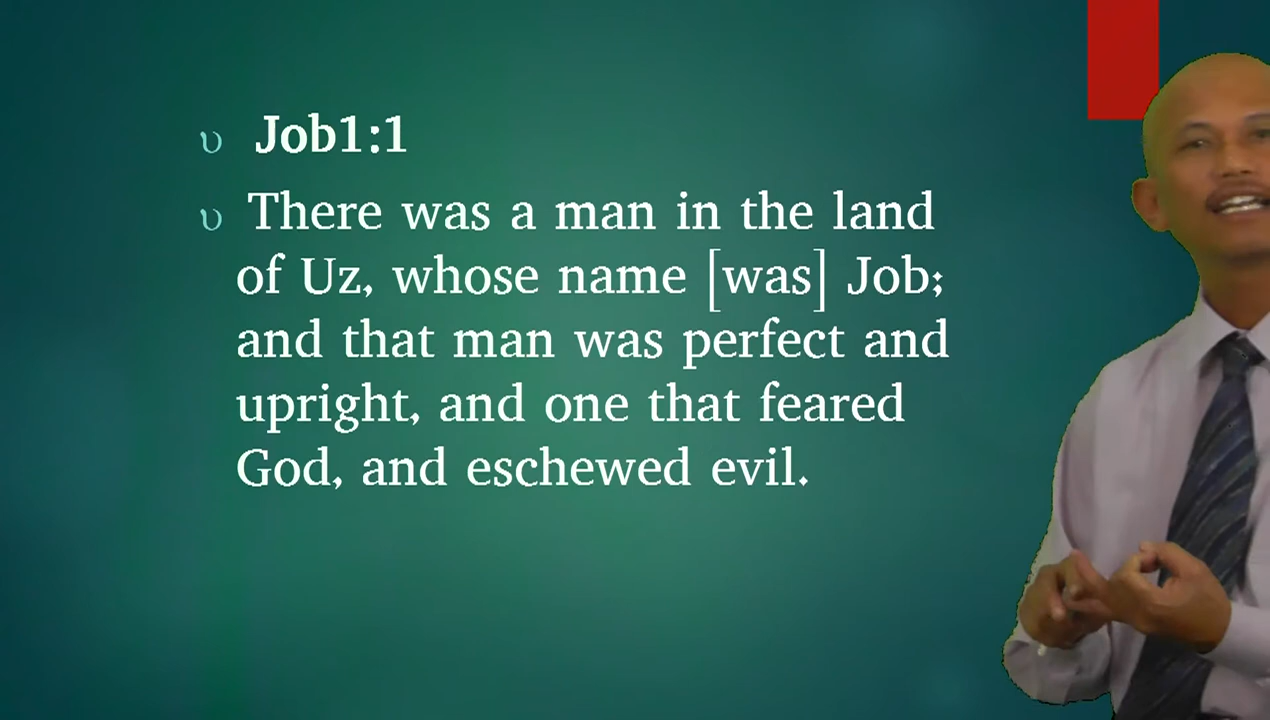 υ Job1:1
υ There was a man in the land
of Uz, whose name [was] Job;
and that man was perfect and
upright, and one that feared
God, and eschewed evil.